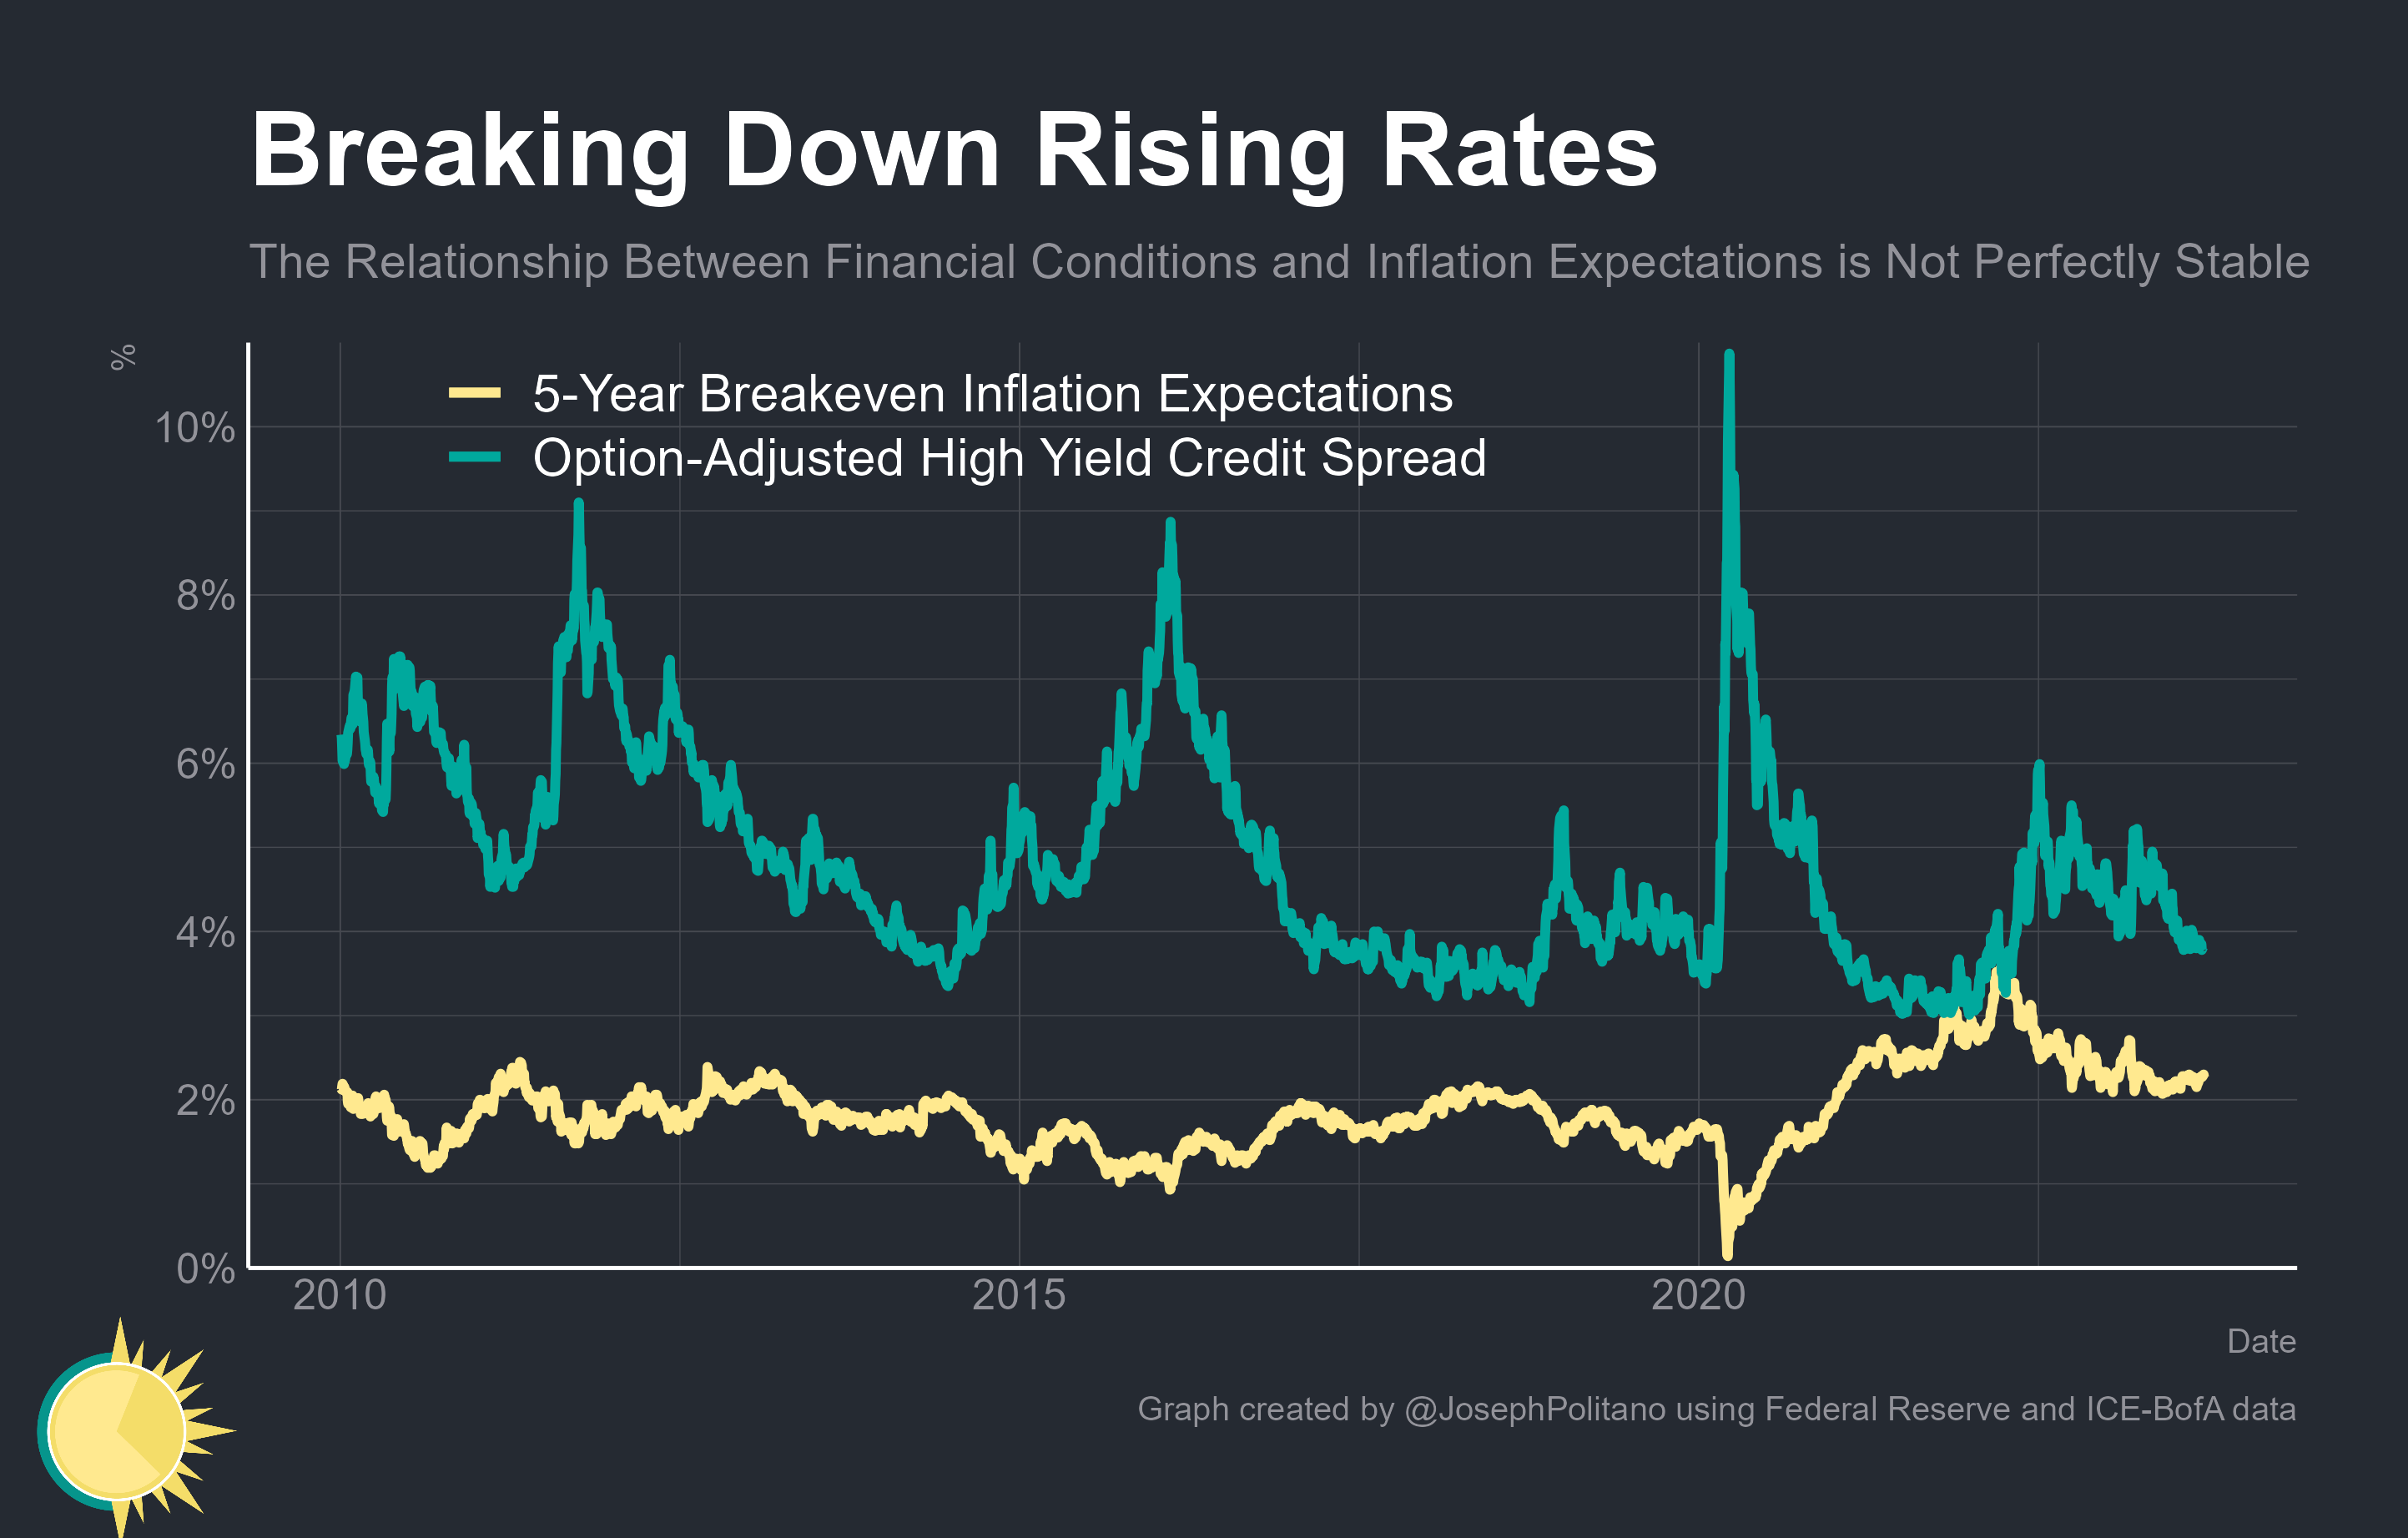 Breaking Down Rising Rates
The Relationship Between Financial Conditions and Inflation Expectations is Not Perfectly Stable
%
5-Year Breakeven Inflation Expectations
Option-Adjusted High Yield Credit Spread
10%
8%
6%
4%
2%
0%
2010 2015 2020
Date
Graph created by @JosephPolitano using Federal Reserve and ICE-BofA data